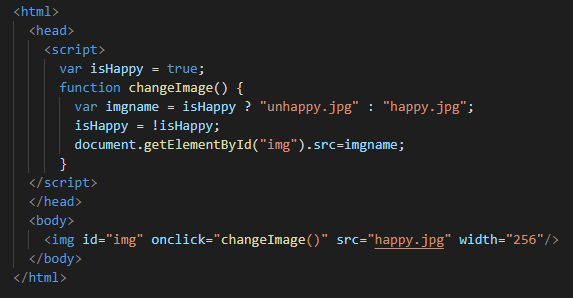 <html>
<head>
<script>
var isHappy = true;
function changeImage() {
var imgname = isHappy ? "unhappy.jpg" : "happy.jpg";
isHappy = !isHappy;
document.getElementById("img").src=imgname;
}
</script>
</head>
<body>
<img id="img" onclick="changeImage()" src="happy.jpg" width="256"/>
</body>
</html>